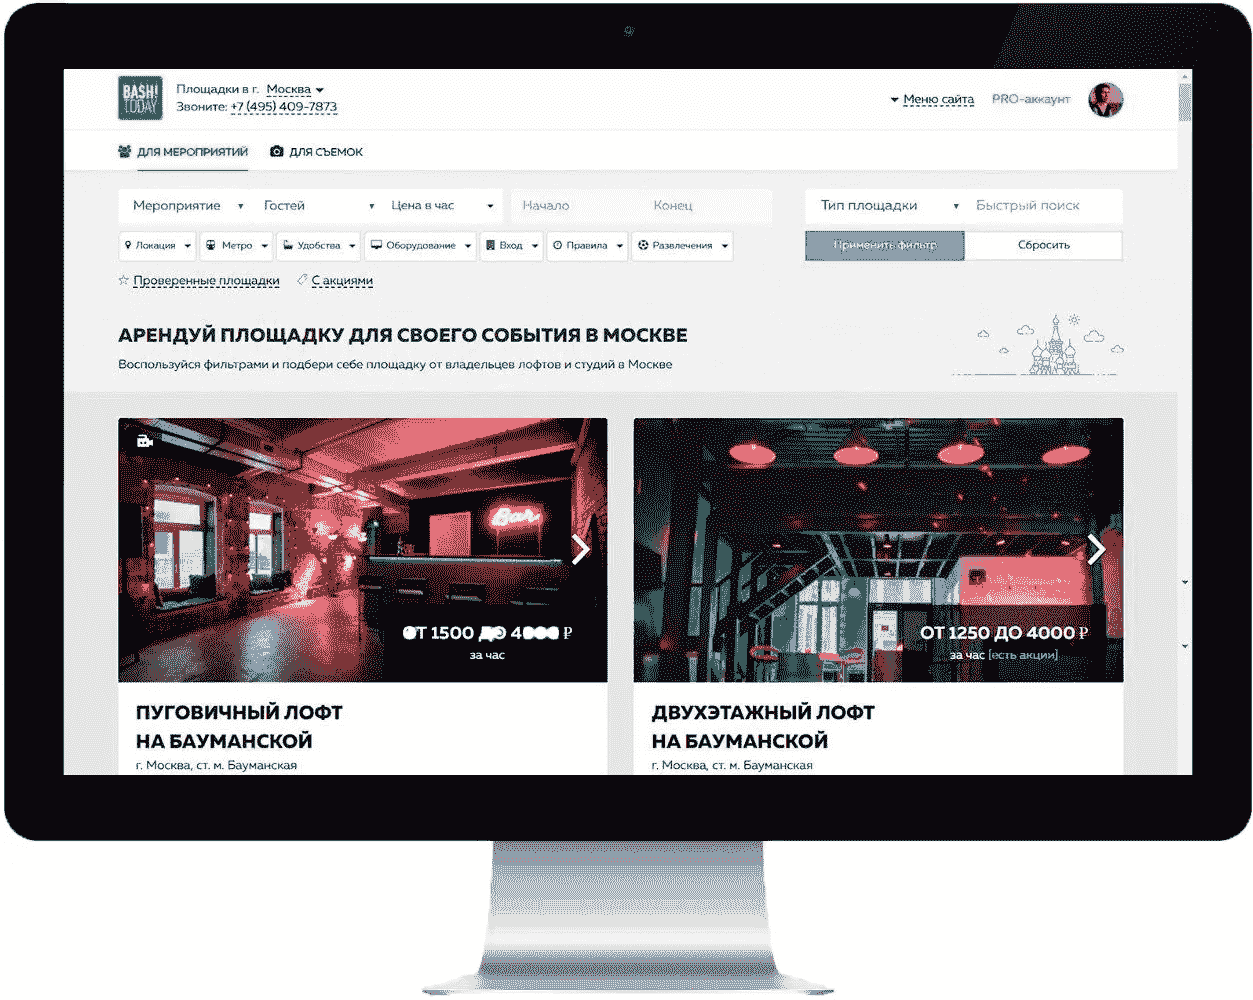 BASH!
TODAY
Площадки в г. Москва
Звоните: +7 (495) 409-7873
Меню сайта
PRO-аккаунт
ДЛЯ МЕРОПРИЯТИЙ
ДЛЯ СЪЕМОК
Мероприятие
Гостей
Цена в час
Начало
Конец
Тип площадки
Быстрый поиск
Локация
Метро
Удобства
Оборудование
Вход
Правила
Развлечения
Применить фильтр
Сбросить
Проверенные площадки
С акциями
АРЕНДУЙ ПЛОЩАДКУ ДЛЯ СВОЕГО СОБЫТИЯ В МОСКВЕ
Воспользуйся фильтрами и подбери себе площадку от владельцев лофтов и студий в Москве
Bar
ОТ 1500 ДО 4000 ₽
за час
ПУГОВИЧНЫЙ ЛОФТ
НА БАУМАНСКОЙ
г. Москва, ст. м. Бауманская
ОТ 1250 ДО 4000 ₽
за час [есть акции]
ДВУХЭТАЖНЫЙ ЛОФТ
НА БАУМАНСКОЙ
г. Москва, ст. м. Бауманская